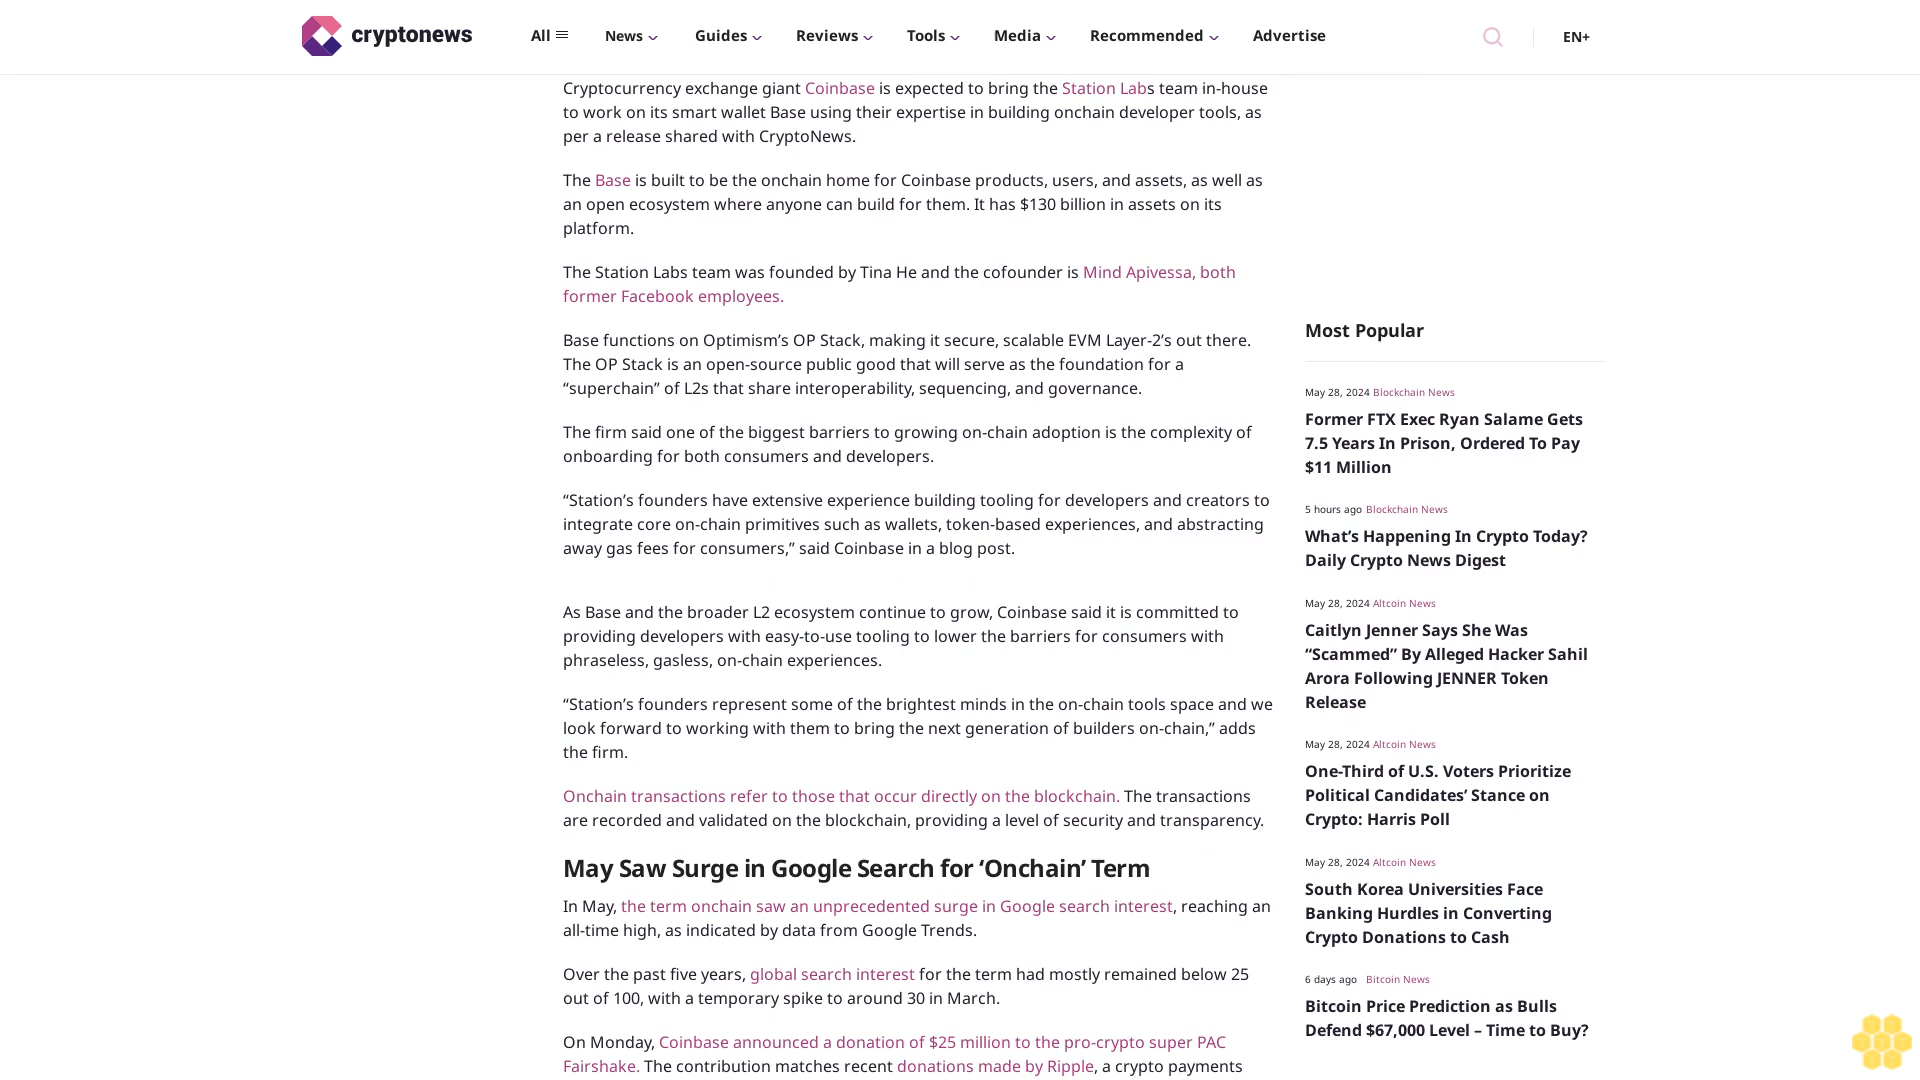 cryptonews
All
News
Guides
Reviews
Tools
Media
Recommended
Advertise
EN+
Cryptocurrency exchange giant Coinbase is expected to bring the Station Labs team in-house
to work on its smart wallet Base using their expertise in building onchain developer tools, as
per a release shared with CryptoNews.
The Base is built to be the onchain home for Coinbase products, users, and assets, as well as
an open ecosystem where anyone can build for them. It has $130 billion in assets on its
platform.
The Station Labs team was founded by Tina He and the cofounder is Mind Apivessa, both
former Facebook employees.
Base functions on Optimism’s OP Stack, making it secure, scalable EVM Layer-2’s out there.
The OP Stack is an open-source public good that will serve as the foundation for a
“superchain” of L2s that share interoperability, sequencing, and governance.
The firm said one of the biggest barriers to growing on-chain adoption is the complexity of
onboarding for both consumers and developers.
“Station’s founders have extensive experience building tooling for developers and creators to
integrate core on-chain primitives such as wallets, token-based experiences, and abstracting
away gas fees for consumers,” said Coinbase in a blog post.
As Base and the broader L2 ecosystem continue to grow, Coinbase said it is committed to
providing developers with easy-to-use tooling to lower the barriers for consumers with
phraseless, gasless, on-chain experiences.
“Station’s founders represent some of the brightest minds in the on-chain tools space and we
look forward to working with them to bring the next generation of builders on-chain,” adds
the firm.
Onchain transactions refer to those that occur directly on the blockchain. The transactions
are recorded and validated on the blockchain, providing a level of security and transparency.
May Saw Surge in Google Search for ‘Onchain’ Term
In May, the term onchain saw an unprecedented surge in Google search interest, reaching an
all-time high, as indicated by data from Google Trends.
Over the past five years, global search interest for the term had mostly remained below 25
out of 100, with a temporary spike to around 30 in March.
On Monday, Coinbase announced a donation of $25 million to the pro-crypto super PAC
Fairshake. The contribution matches recent donations made by Ripple, a crypto payments
Most Popular
May 28, 2024 Blockchain News
Former FTX Exec Ryan Salame Gets
7.5 Years In Prison, Ordered To Pay
$11 Million
5 hours ago Blockchain News
What’s Happening In Crypto Today?
Daily Crypto News Digest
May 28, 2024 Altcoin News
Caitlyn Jenner Says She Was
“Scammed” By Alleged Hacker Sahil
Arora Following JENNER Token
Release
May 28, 2024 Altcoin News
One-Third of U.S. Voters Prioritize
Political Candidates’ Stance on
Crypto: Harris Poll
May 28, 2024 Altcoin News
South Korea Universities Face
Banking Hurdles in Converting
Crypto Donations to Cash
6 days ago Bitcoin News
Bitcoin Price Prediction as Bulls
Defend $67,000 Level – Time to Buy?